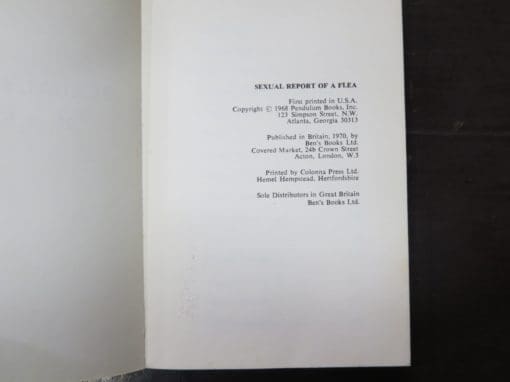 SEXUAL REPORT OF A FLEA
First printed in U.S.A.
Copyright © 1968 Pendulum Books, Inc.
123 Simpson Street, N.W.
Atlanta, Georgia 30313
Published in Britain, 1970, by
Ben's Books Ltd.
Covered Market, 24b Crown Street
Acton, London, W.3
Printed by Colonna Press Ltd.
Hemel Hempstead, Hertfordshire
Sole Distributors in Great Britain
Ben's Books Ltd.